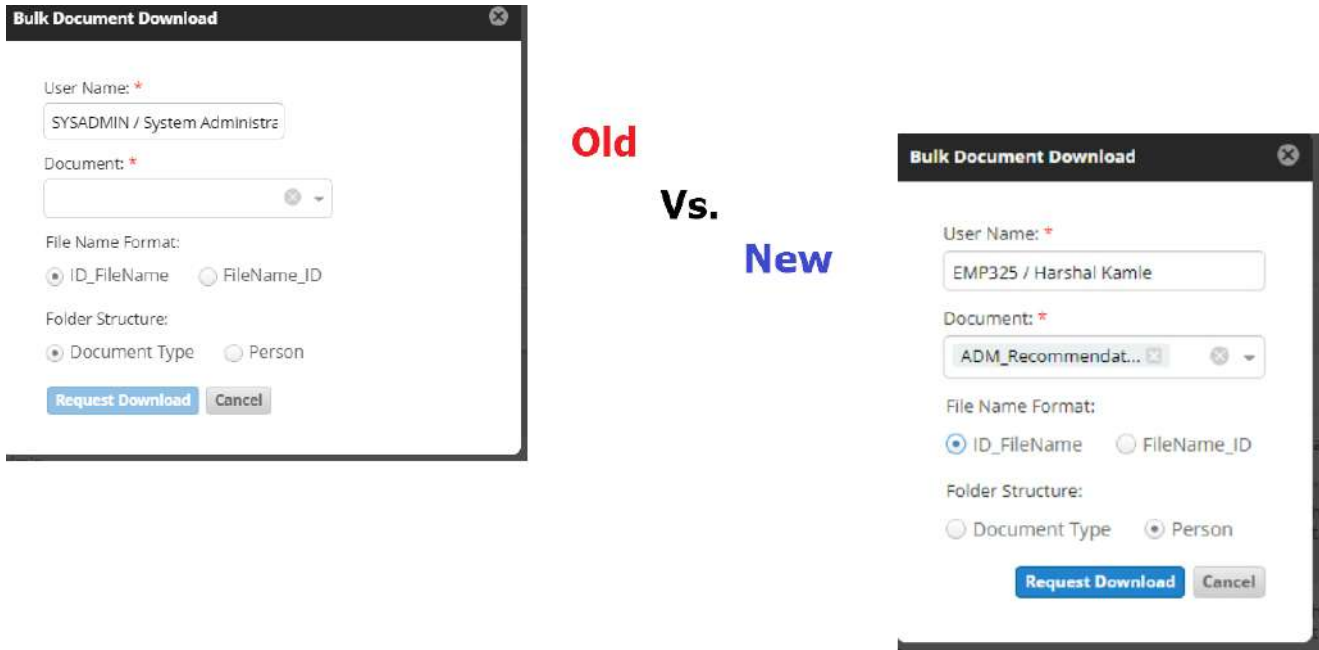 Bulk Document Download
User Name: *
SYSADMIN / System Administra
Document: *
File Name Format:
ID_FileName FileName_ID
Folder Structure:
Document Type Person
Request Download Cancel
Old
Vs.
New
Bulk Document Download
User Name: *
EMP325 / Harshal Kamle
Document: *
ADM_Recommendat...
File Name Format:
ID_FileName FileName_ID
Folder Structure:
Document Type Person
Request Download Cancel